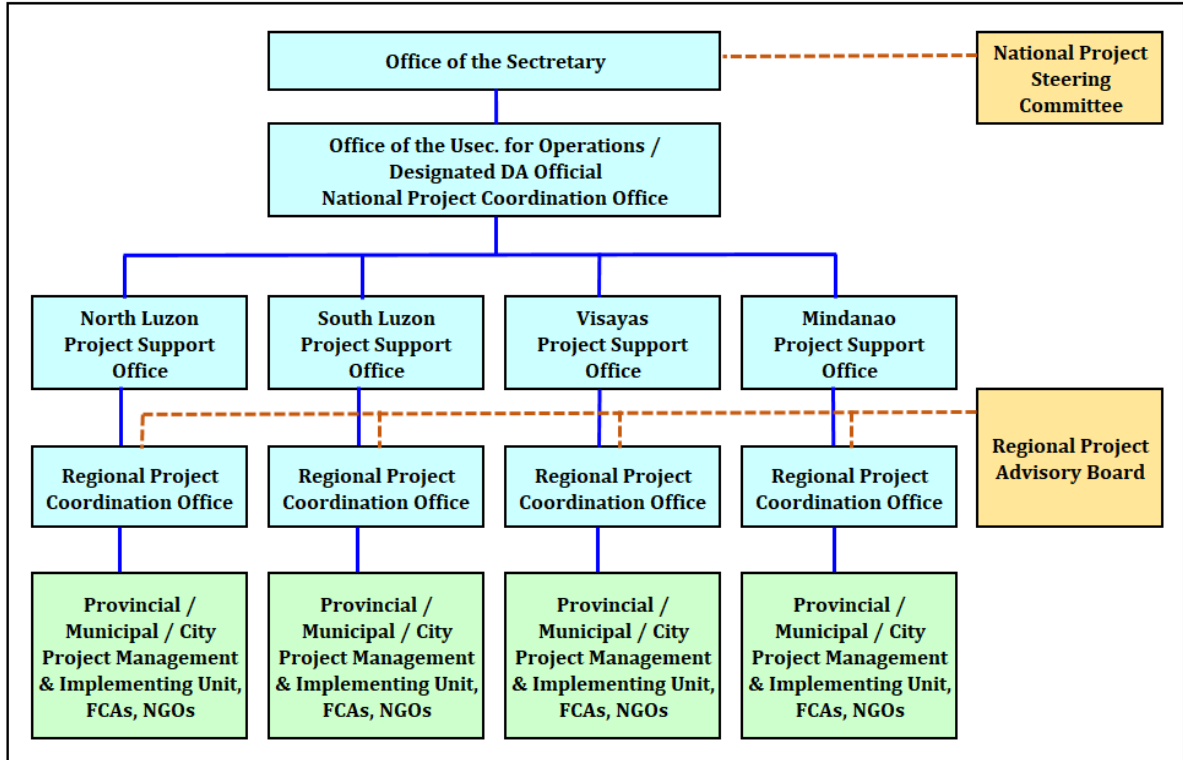 Office of the Sectretary
National Project
Steering
Committee
Office of the Usec. for Operations /
Designated DA Official
National Project Coordination Office
North Luzon
Project Support
Office
South Luzon
Project Support
Office
Visayas
Project Support
Office
Mindanao
Project Support
Office
Regional Project
Coordination Office
Regional Project
Coordination Office
Regional Project
Coordination Office
Regional Project
Coordination Office
Regional Project
Advisory Board
Provincial /
Municipal / City
Project Management
& Implementing Unit,
FCAs, NGOs
Provincial /
Municipal / City
Project Management
& Implementing Unit,
FCAs, NGOs
Provincial /
Municipal / City
Project Management
& Implementing Unit,
FCAs, NGOs
Provincial /
Municipal / City
Project Management
& Implementing Unit,
FCAs, NGOs